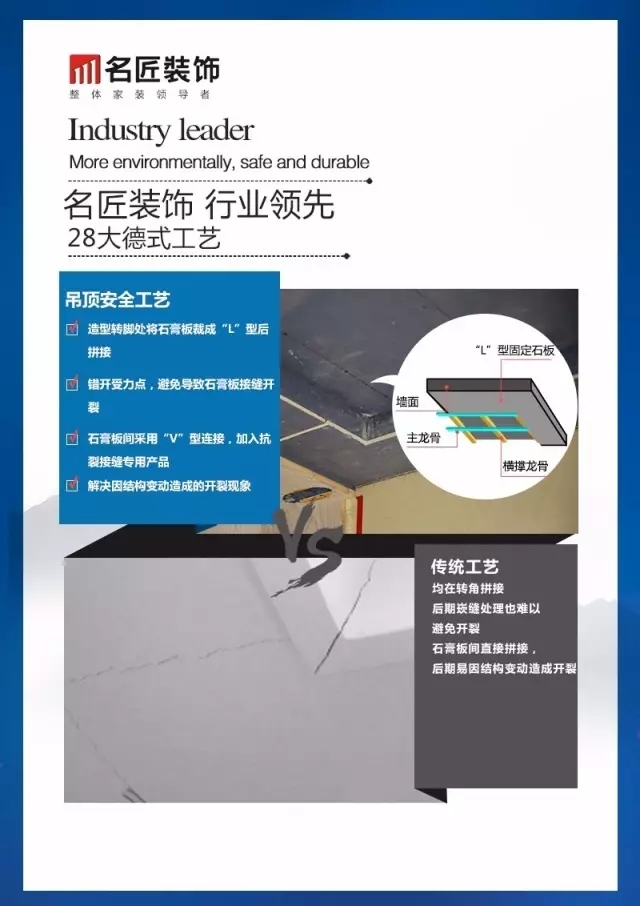 名匠装饰
整体家装领导者
Industry leader
More environmentally, safe and durable
名匠装饰 行业领先
28大德式工艺
吊顶安全工艺
造型转脚处将石膏板裁成“L”型后
拼接
错开受力点，避免导致石膏板接缝开
裂
石膏板间采用“V”型连接，加入抗
裂接缝专用产品
解决因结构变动造成的开裂现象
“L”型固定石板
墙面
主龙骨
横撑龙骨
VS
传统工艺
均在转角拼接
后期嵌缝处理也难以
避免开裂
石膏板间直接拼接，
后期易因结构变动造成开裂